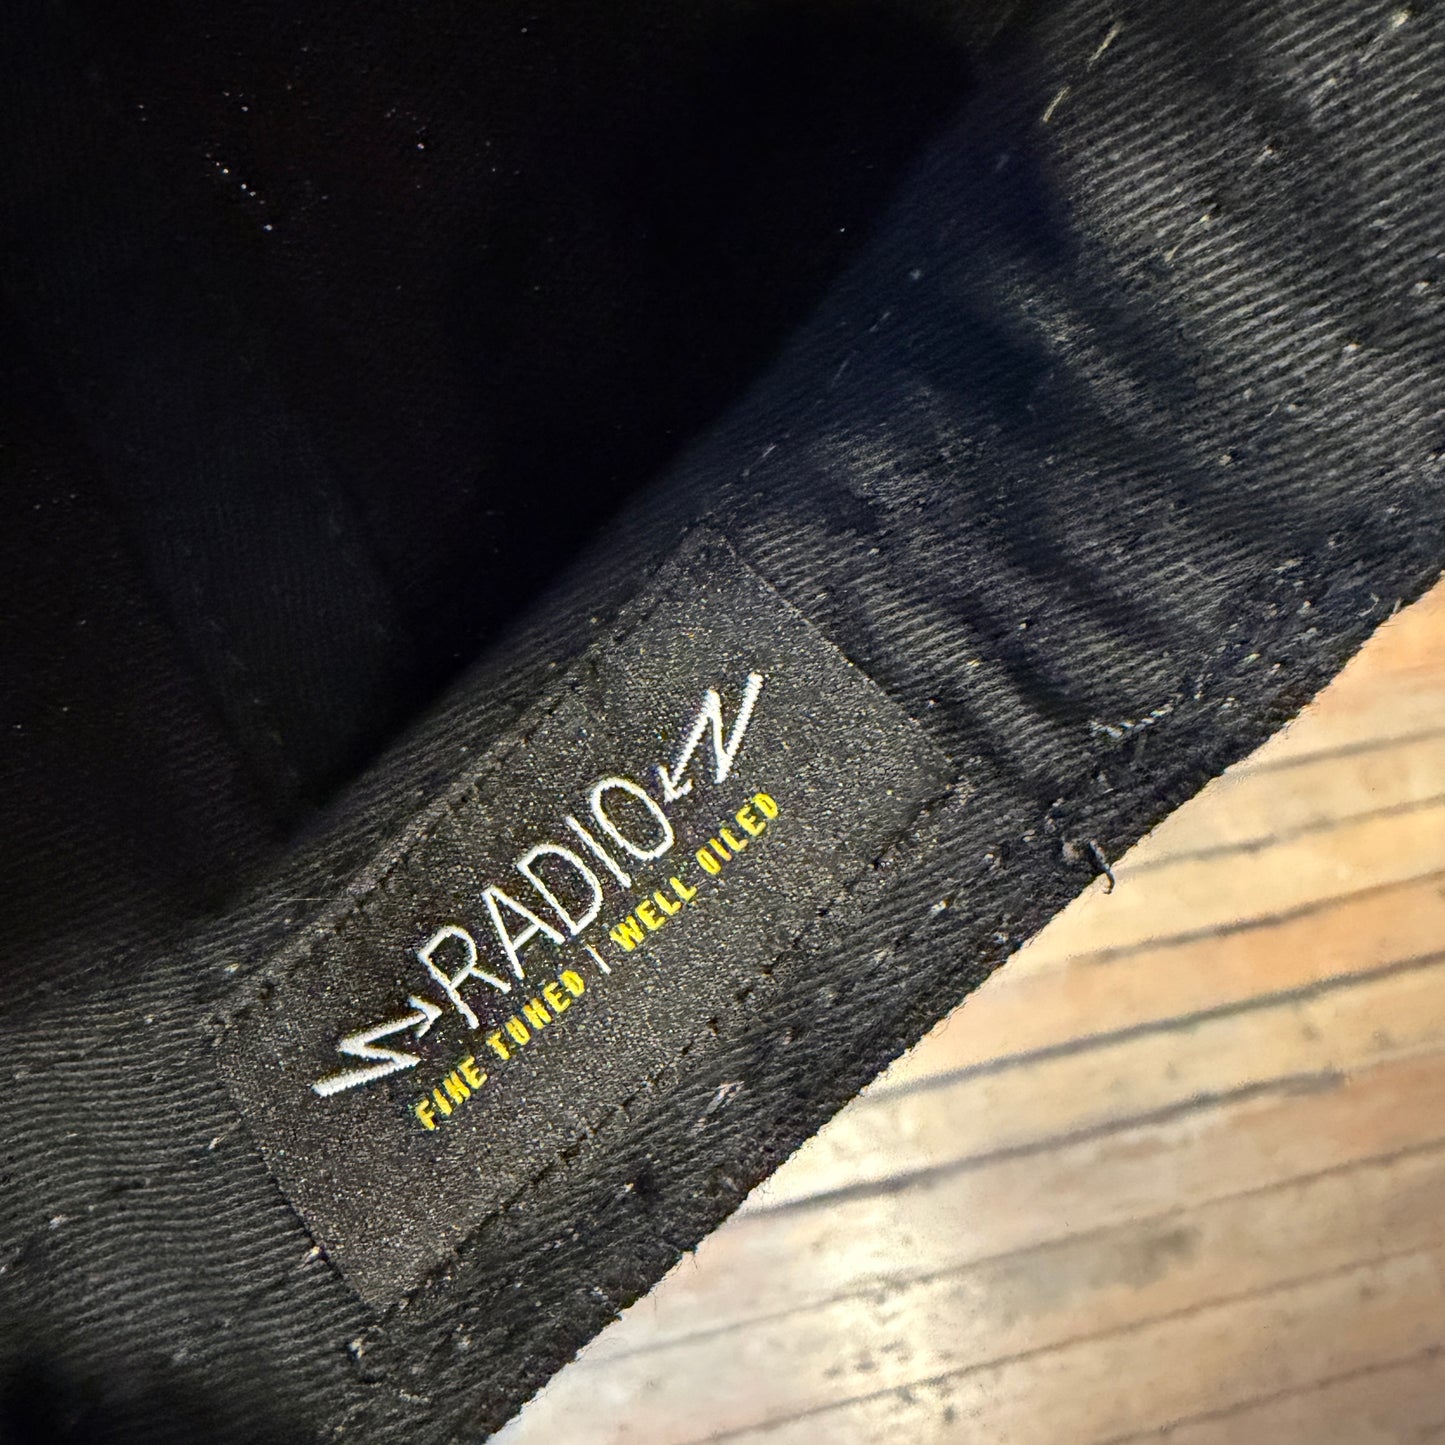 RADIO
FINE TUNED | WELL OILED